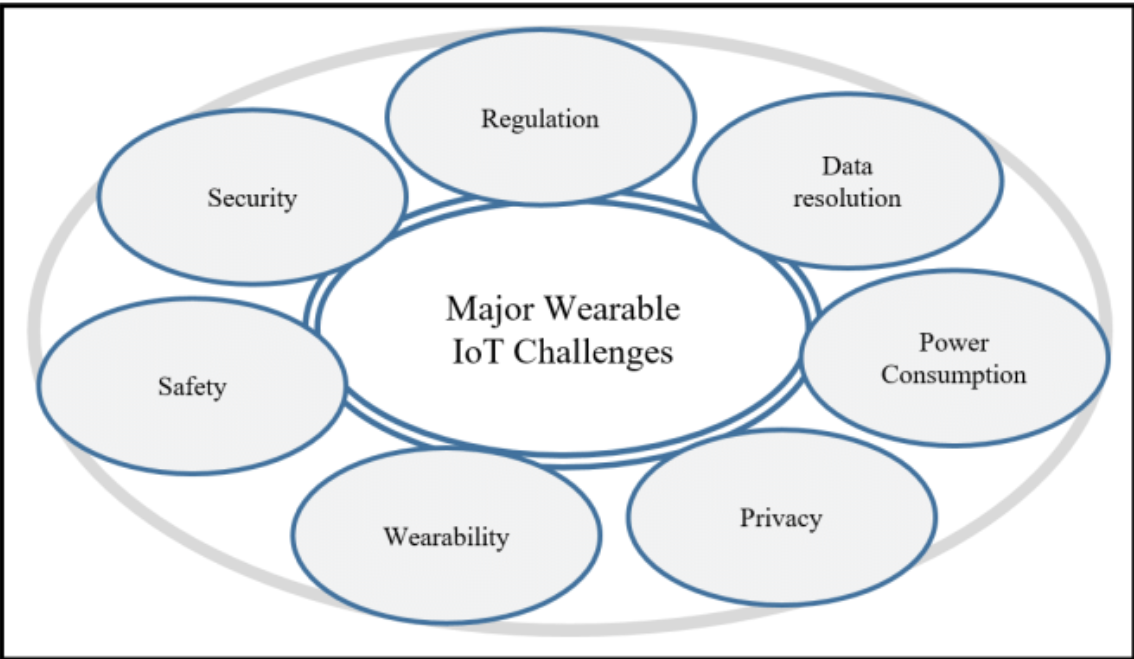 Regulation
Data
resolution
Security
Major Wearable
IoT Challenges
Power
Consumption
Safety
Privacy
Wearability